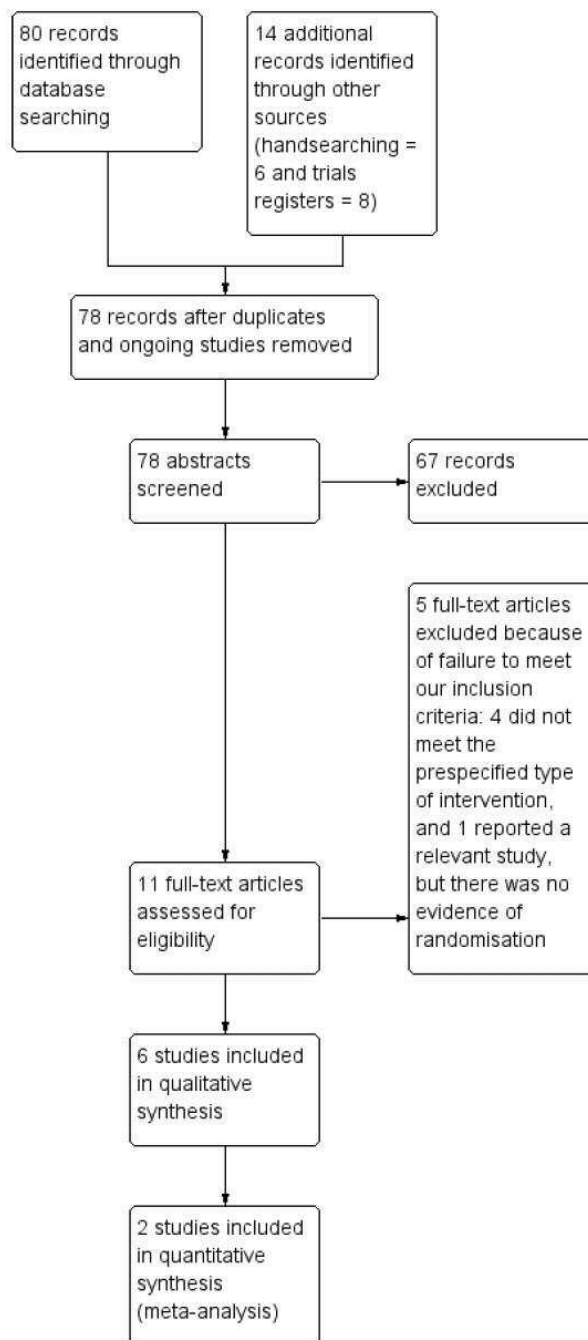 80 records
identified through
database
searching
14 additional
records identified
through other
sources
(handsearching =
6 and trials
registers = 8)
78 records after duplicates
and ongoing studies removed
78 abstracts
screened
67 records
excluded
5 full-text articles
excluded because
of failure to meet
our inclusion
criteria: 4 did not
meet the
prespecified type
of intervention,
and 1 reported a
relevant study,
but there was no
evidence of
randomisation
11 full-text articles
assessed for
eligibility
6 studies included
in qualitative
synthesis
2 studies included
in quantitative
synthesis
(meta-analysis)